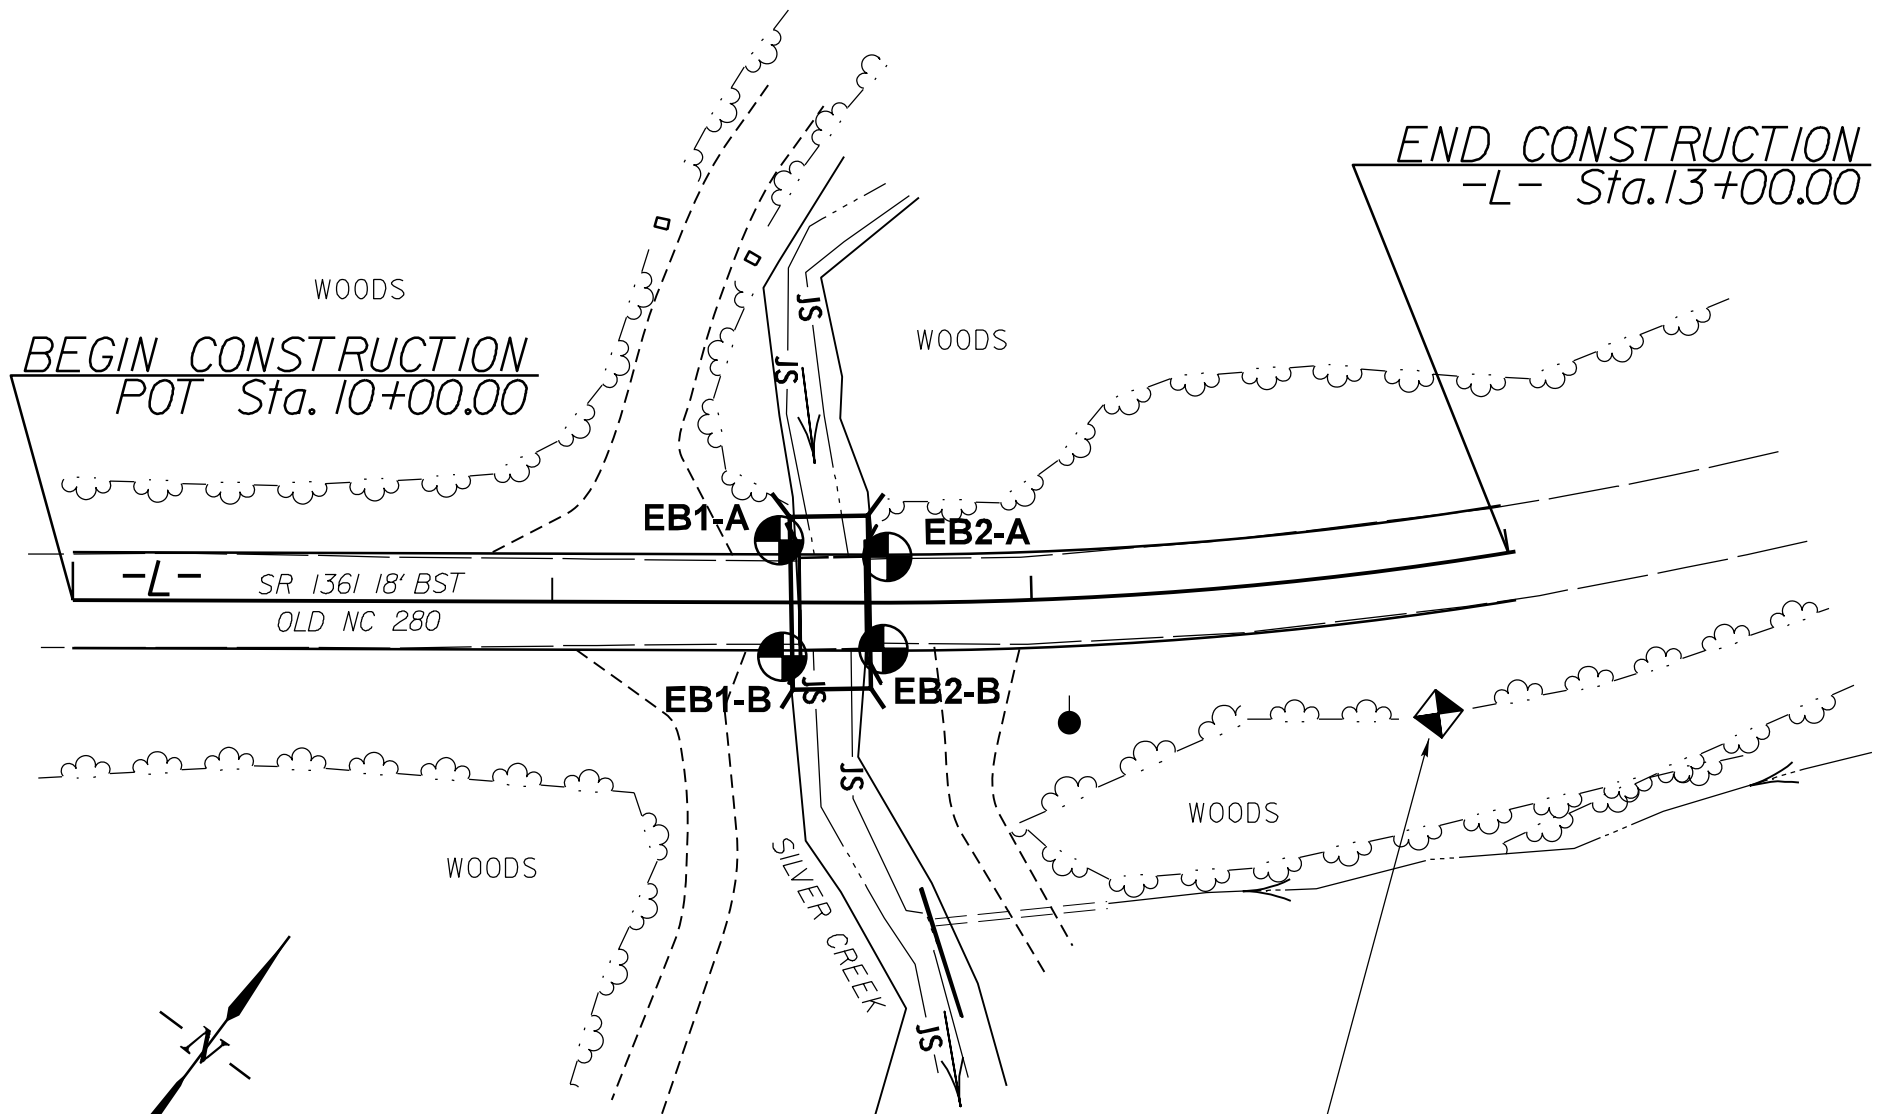 END CONSTRUCTION
-L- Sta.13+00.00
WOODS
JS
WOODS
BEGIN CONSTRUCTION
POT Sta. 10+00.00
JS
EB1-A
EB2-A
-L-
SR 1361 18' BST
OLD NC 280
EB1-B
JS
EB2-B
JS
WOODS
WOODS
SILVER CREEK
N
JS